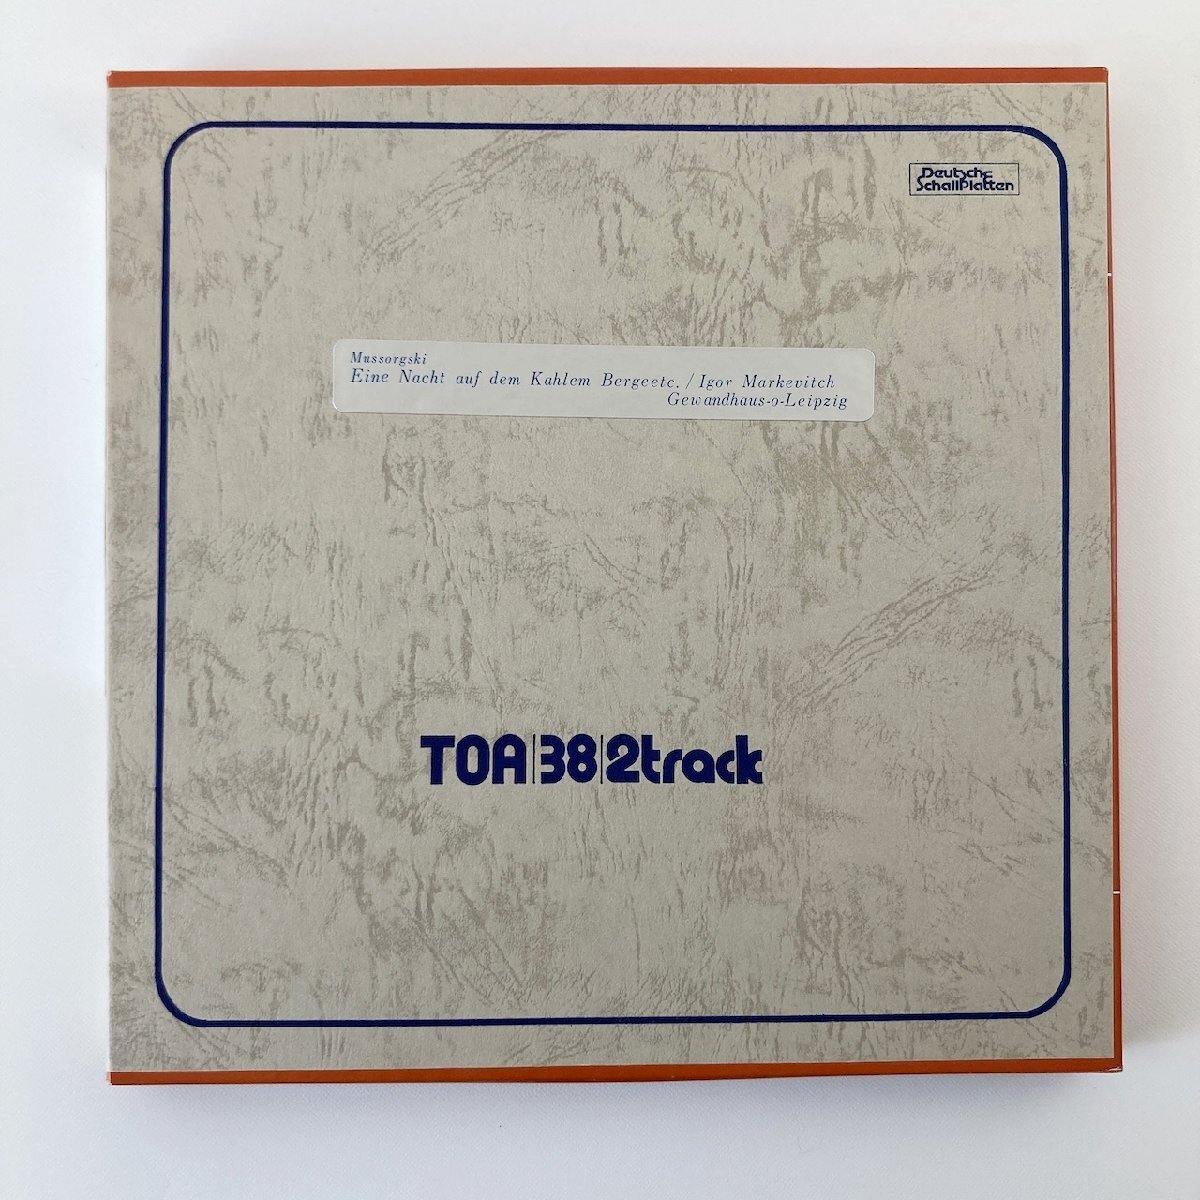 Deutsche
Schallplatten
Mussorgski
Eine Nacht auf dem Kahlem Bergeetc./Igor Markevitch
Gewandhaus-o-Leipzig
TOA|38|2track